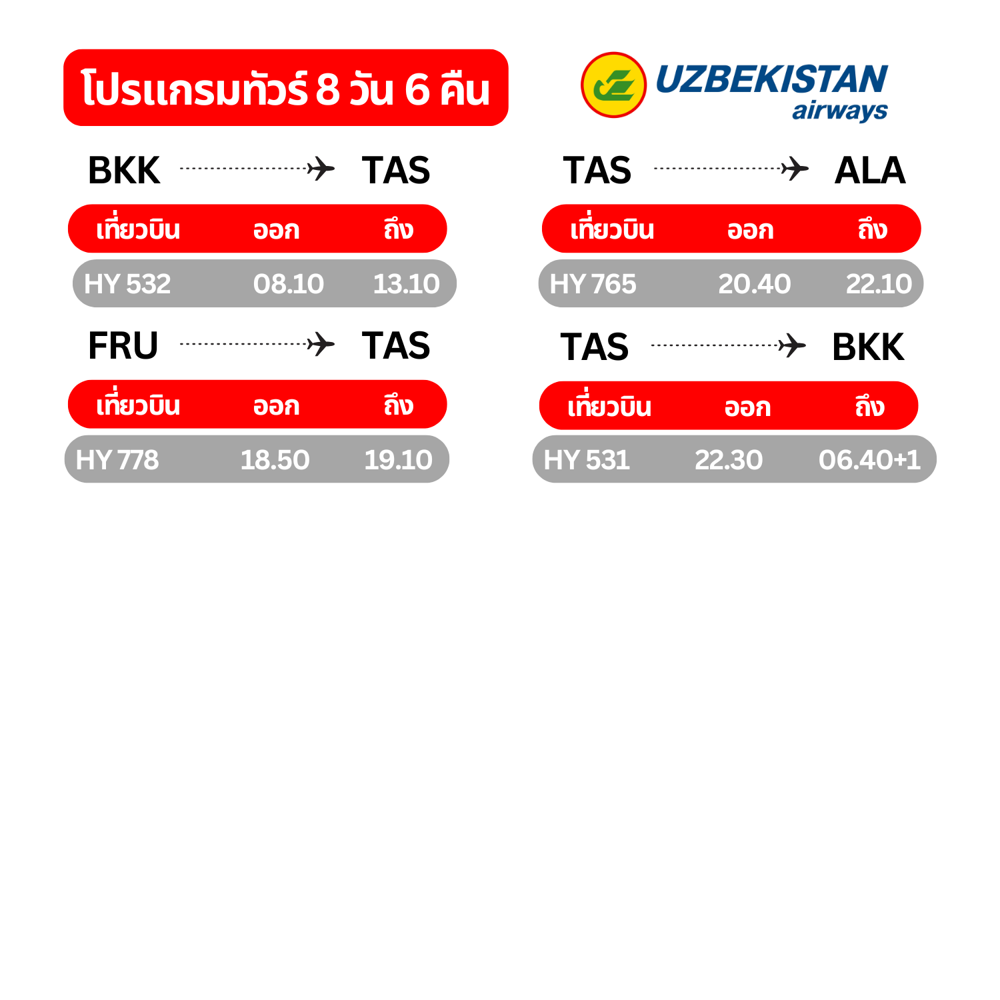 โปรแกรมทัวร์ 8 วัน 6 คืน
UZBEKISTAN
airways
BKK TAS
เที่ยวบิน ออก ถึง
HY 532 08.10 13.10
TAS ALA
เที่ยวบิน ออก ถึง
HY 765 20.40 22.10
FRU TAS
เที่ยวบิน ออก ถึง
HY 778 18.50 19.10
TAS BKK
เที่ยวบิน ออก ถึง
HY 531 22.30 06.40+1